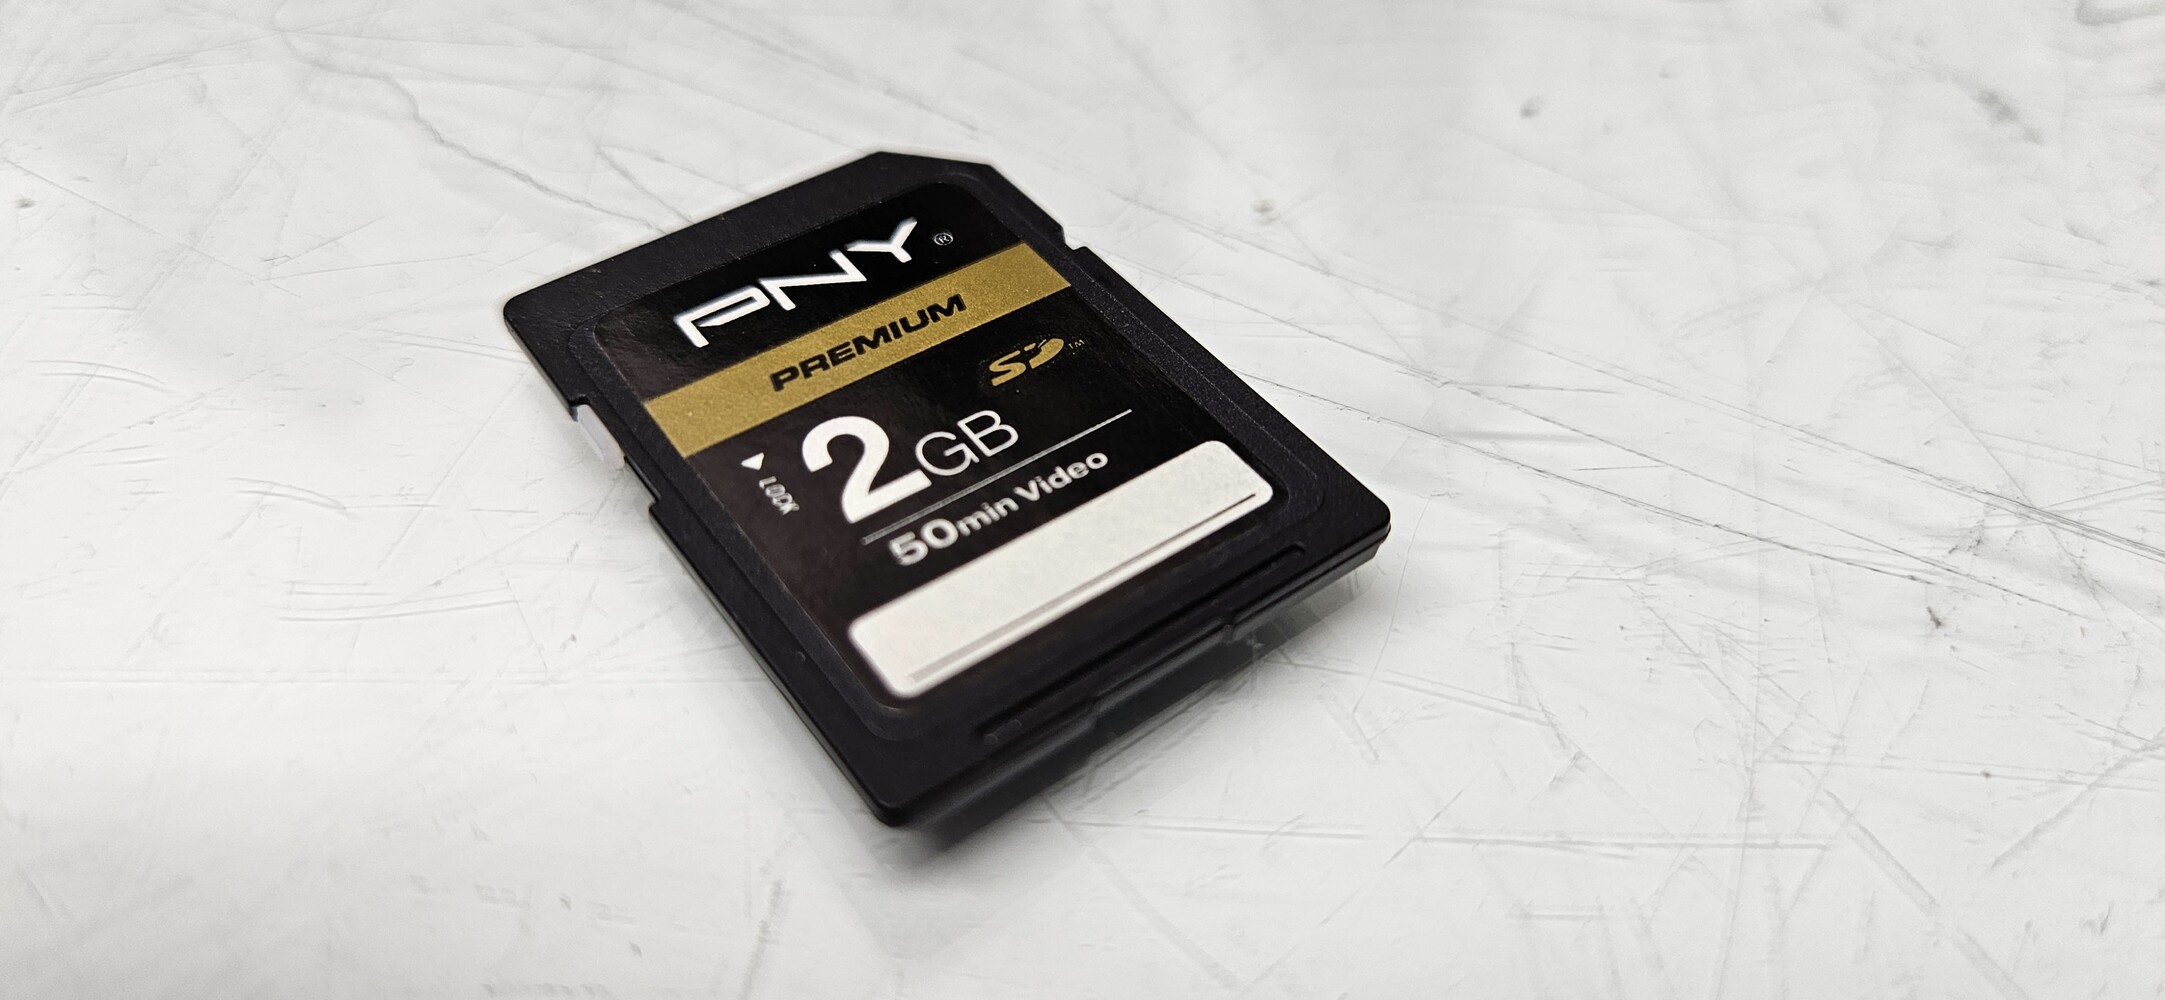 PNY®
PREMIUM
SD™
2GB
LOCK
50min Video